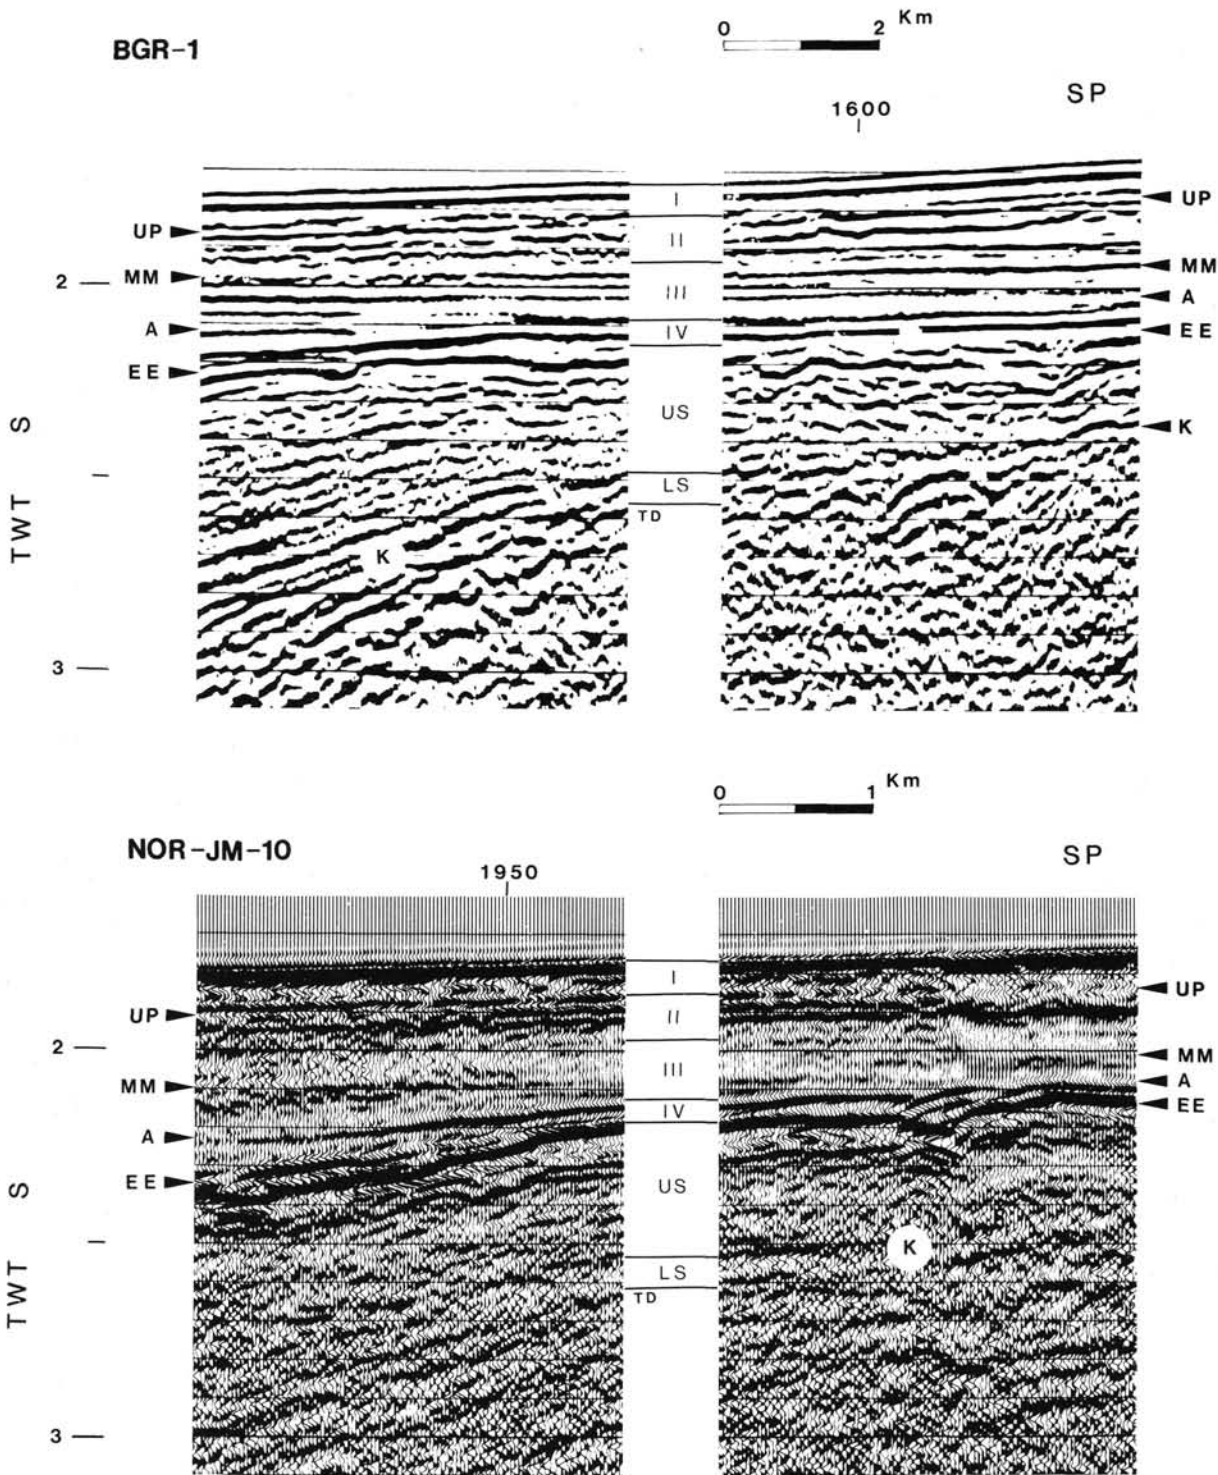 0 2 Km
BGR-1
SP
1600
I
UP UP
II
MM
2 MM
III A
A IV EE
EE
US
K
LS
TD
K
3
TWT S
0 1 Km
NOR-JM-10 SP
1950
I
UP
UP II
2
MM
III
MM A
IV EE
A
EE US
K
LS
TD
3
TWT S